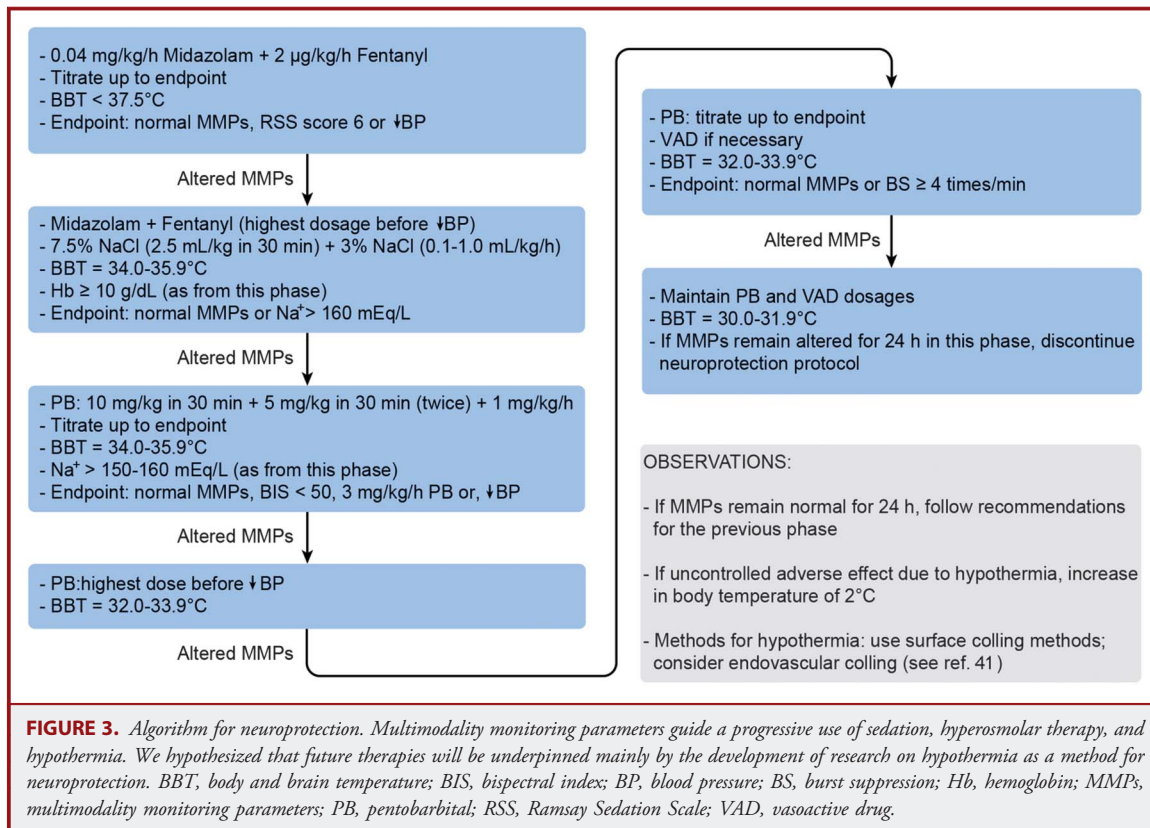 - 0.04 mg/kg/h Midazolam + 2 µg/kg/h Fentanyl
- Titrate up to endpoint
- BBT < 37.5°C
- Endpoint: normal MMPs, RSS score 6 or ↓BP
Altered MMPs
- Midazolam + Fentanyl (highest dosage before ↓BP)
- 7.5% NaCl (2.5 mL/kg in 30 min) + 3% NaCl (0.1-1.0 mL/kg/h)
- BBT = 34.0-35.9°C
- Hb ≥ 10 g/dL (as from this phase)
- Endpoint: normal MMPs or Na⁺> 160 mEq/L
Altered MMPs
- PB: 10 mg/kg in 30 min + 5 mg/kg in 30 min (twice) + 1 mg/kg/h
- Titrate up to endpoint
- BBT = 34.0-35.9°C
- Na⁺ > 150-160 mEq/L (as from this phase)
- Endpoint: normal MMPs, BIS < 50, 3 mg/kg/h PB or, ↓BP
Altered MMPs
- PB:highest dose before ↓BP
- BBT = 32.0-33.9°C
Altered MMPs
- PB: titrate up to endpoint
- VAD if necessary
- BBT = 32.0-33.9°C
- Endpoint: normal MMPs or BS ≥ 4 times/min
Altered MMPs
- Maintain PB and VAD dosages
- BBT = 30.0-31.9°C
- If MMPs remain altered for 24 h in this phase, discontinue
neuroprotection protocol
OBSERVATIONS:
- If MMPs remain normal for 24 h, follow recommendations
for the previous phase
- If uncontrolled adverse effect due to hypothermia, increase
in body temperature of 2°C
- Methods for hypothermia: use surface colling methods;
consider endovascular colling (see ref. 41)
FIGURE 3. Algorithm for neuroprotection. Multimodality monitoring parameters guide a progressive use of sedation, hyperosmolar therapy, and
hypothermia. We hypothesized that future therapies will be underpinned mainly by the development of research on hypothermia as a method for
neuroprotection. BBT, body and brain temperature; BIS, bispectral index; BP, blood pressure; BS, burst suppression; Hb, hemoglobin; MMPs,
multimodality monitoring parameters; PB, pentobarbital; RSS, Ramsay Sedation Scale; VAD, vasoactive drug.